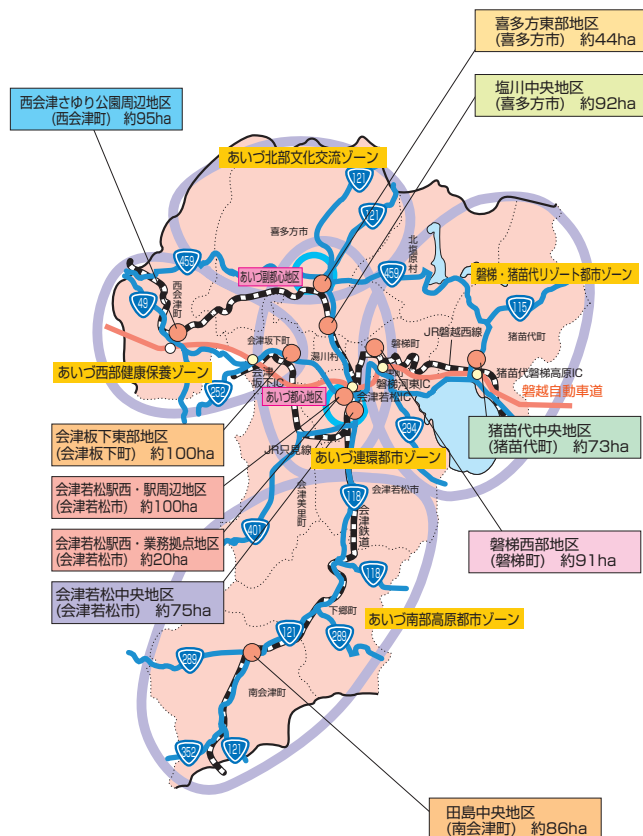 喜多方東部地区
(喜多方市) 約44ha
塩川中央地区
(喜多方市) 約92ha
西会津さゆり公園周辺地区
(西会津町) 約95ha
あいづ北部文化交流ゾーン
121
121
喜多方市
北塩原村
459
459
あいづ副都心地区
磐梯・猪苗代リゾート都市ゾーン
49
西会津町
115
猪苗代町
会津坂下町
湯川村
磐梯町
JR磐越西線
あいづ西部健康保養ゾーン
会津
坂下IC
磐梯河東IC
猪苗代磐梯高原IC
252
あいづ都心地区
会津若松IC
磐越自動車道
会津板下東部地区
(会津板下町) 約100ha
294
猪苗代中央地区
(猪苗代町) 約73ha
JR只見線
あいづ連環都市ゾーン
会津若松駅西・駅周辺地区
(会津若松市) 約100ha
会津美里町
118
会津若松市
401
会津鉄道
会津若松駅西・業務拠点地区
(会津若松市) 約20ha
磐梯西部地区
(磐梯町) 約91ha
会津若松中央地区
(会津若松市) 約75ha
118
下郷町
あいづ南部高原都市ゾーン
121
289
289
南会津町
352
121
田島中央地区
(南会津町) 約86ha